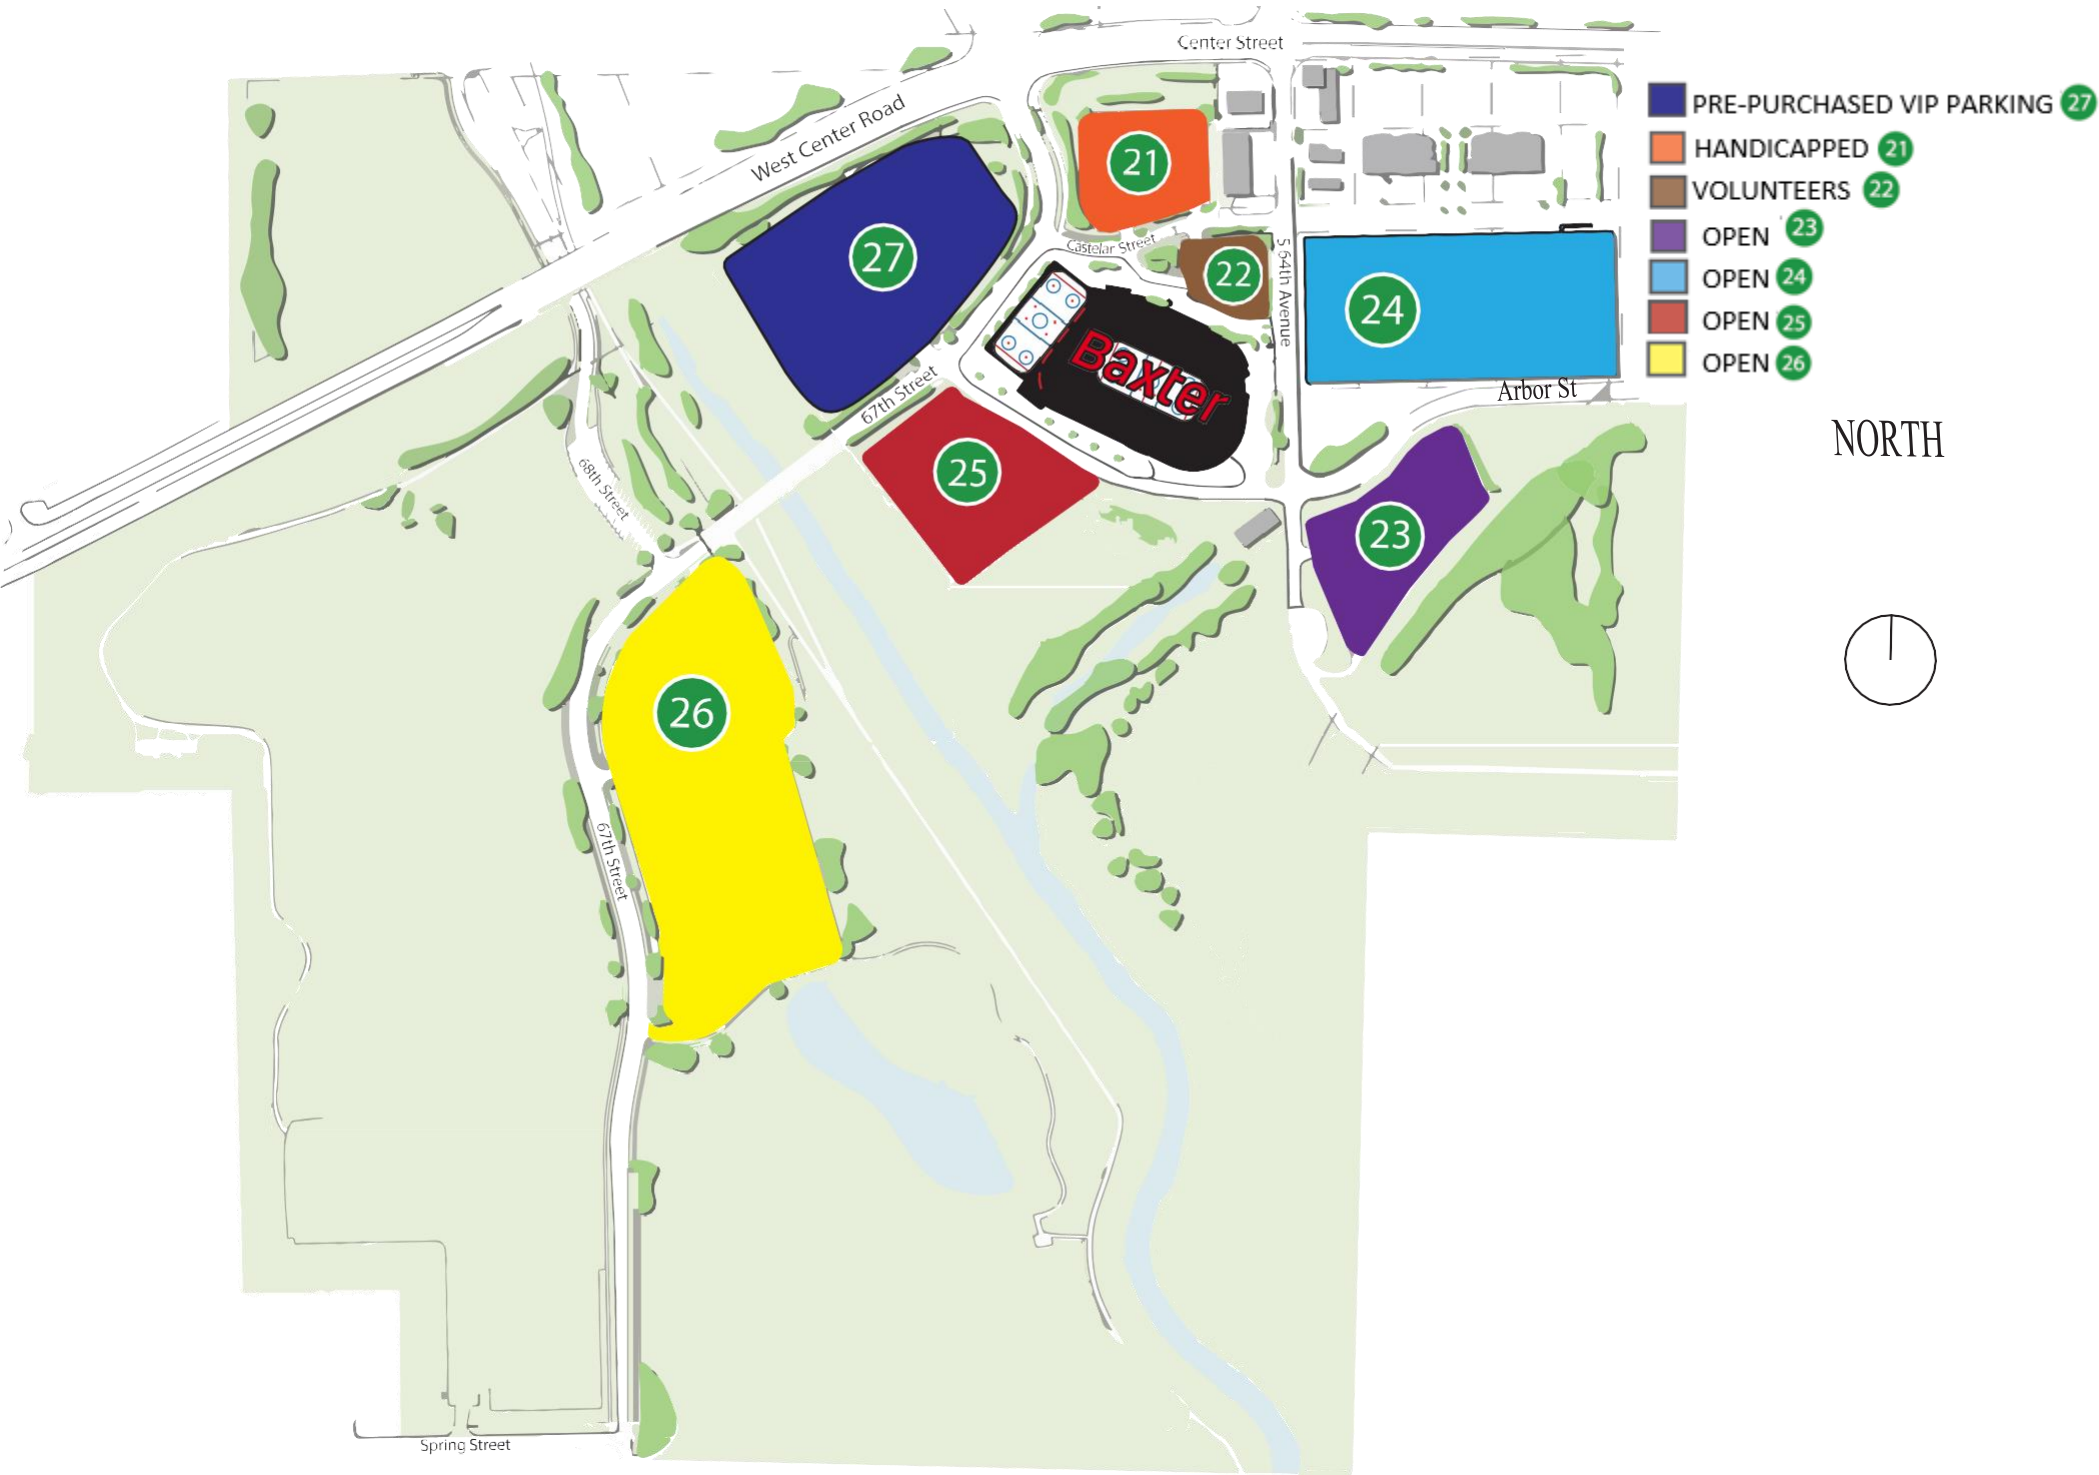 Center Street
West Center Road
PRE-PURCHASED VIP PARKING 27
HANDICAPPED 21
VOLUNTEERS 22
OPEN 23
OPEN 24
OPEN 25
OPEN 26
21
27
Castelar Street
22
S 64th Avenue
24
Baxter
67th Street
Arbor St
NORTH
25
68th Street
23
26
67th Street
Spring Street